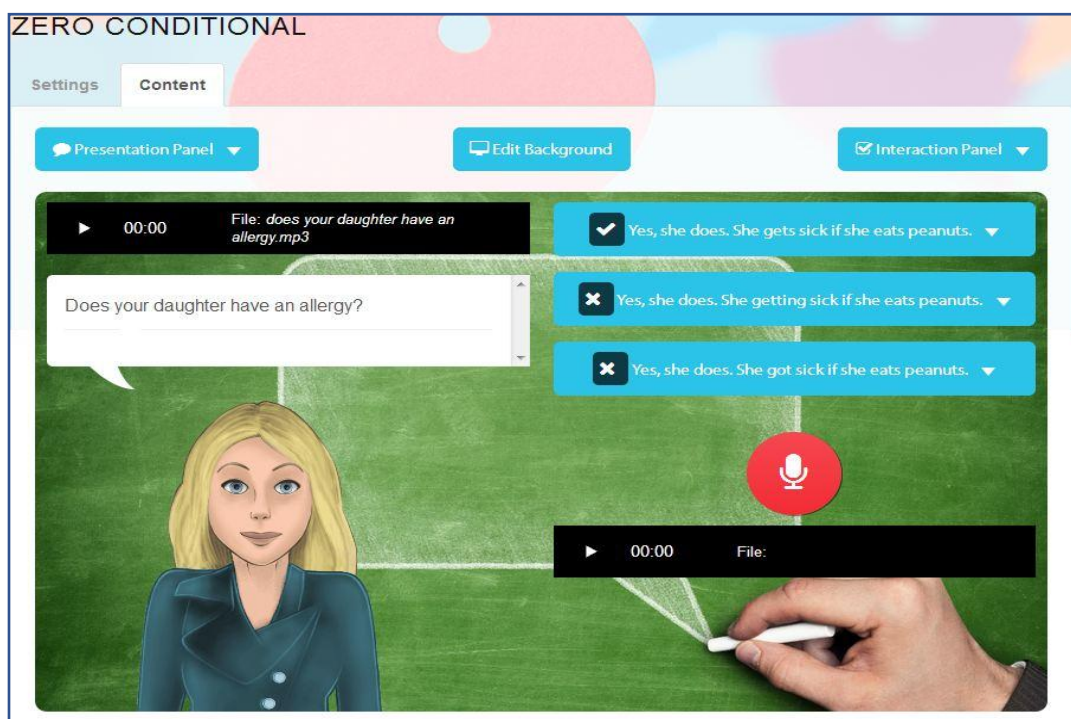 ZERO CONDITIONAL
Settings
Content
Presentation Panel
Edit Background
Interaction Panel
00:00
File: does your daughter have an
allergy.mp3
Does your daughter have an allergy?
Yes, she does. She gets sick if she eats peanuts.
Yes, she does. She getting sick if she eats peanuts.
Yes, she does. She got sick if she eats peanuts.
00:00
File: